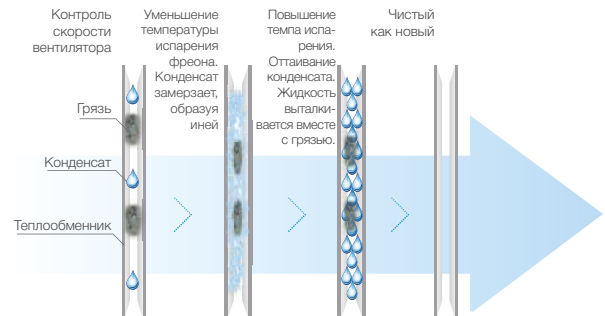 Контроль
скорости
вентилятора
Уменьшение
температуры
испарения
фреона.
Конденсат
замерзает,
образуя
иней
Повышение
темпа испа-
рения.
Оттаивание
конденсата.
Жидкость
выталки-
вается вместе
с грязью.
Чистый
как новый
Грязь
Конденсат
Теплообменник